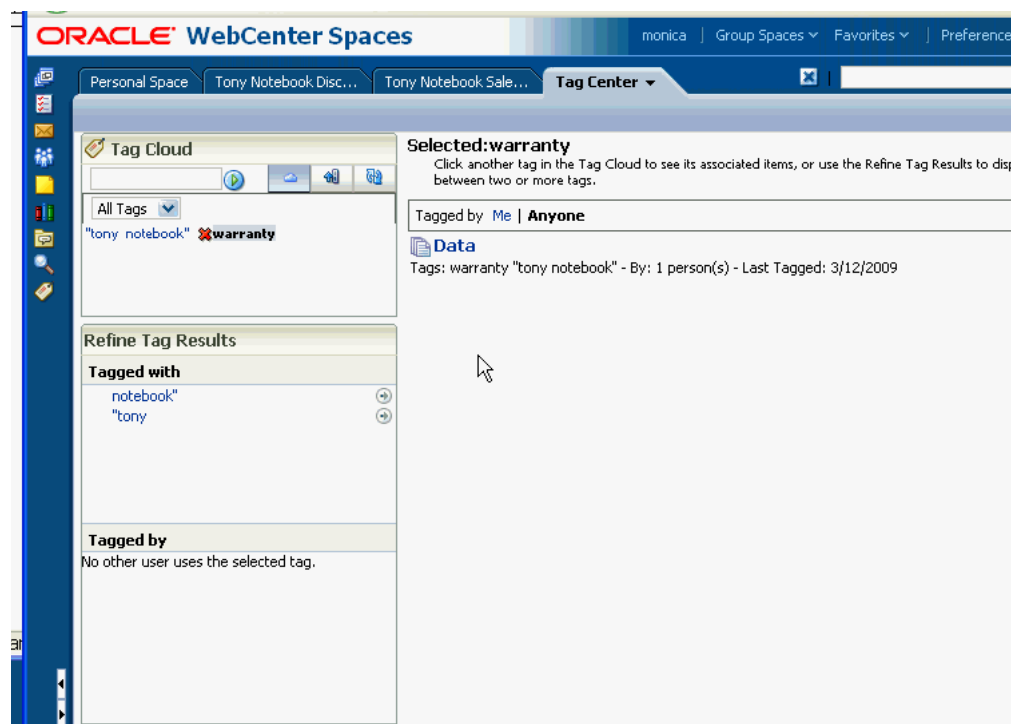 ORACLE WebCenter Spaces
monica | Group Spaces Favorites | Preference
Personal Space Tony Notebook Disc... Tony Notebook Sale... Tag Center
Tag Cloud
All Tags
"tony notebook" warranty
Refine Tag Results
Tagged with
notebook"
"tony
Tagged by
No other user uses the selected tag.
Selected:warranty
Click another tag in the Tag Cloud to see its associated items, or use the Refine Tag Results to disp
between two or more tags.
Tagged by Me | Anyone
Data
Tags: warranty "tony notebook" - By: 1 person(s) - Last Tagged: 3/12/2009